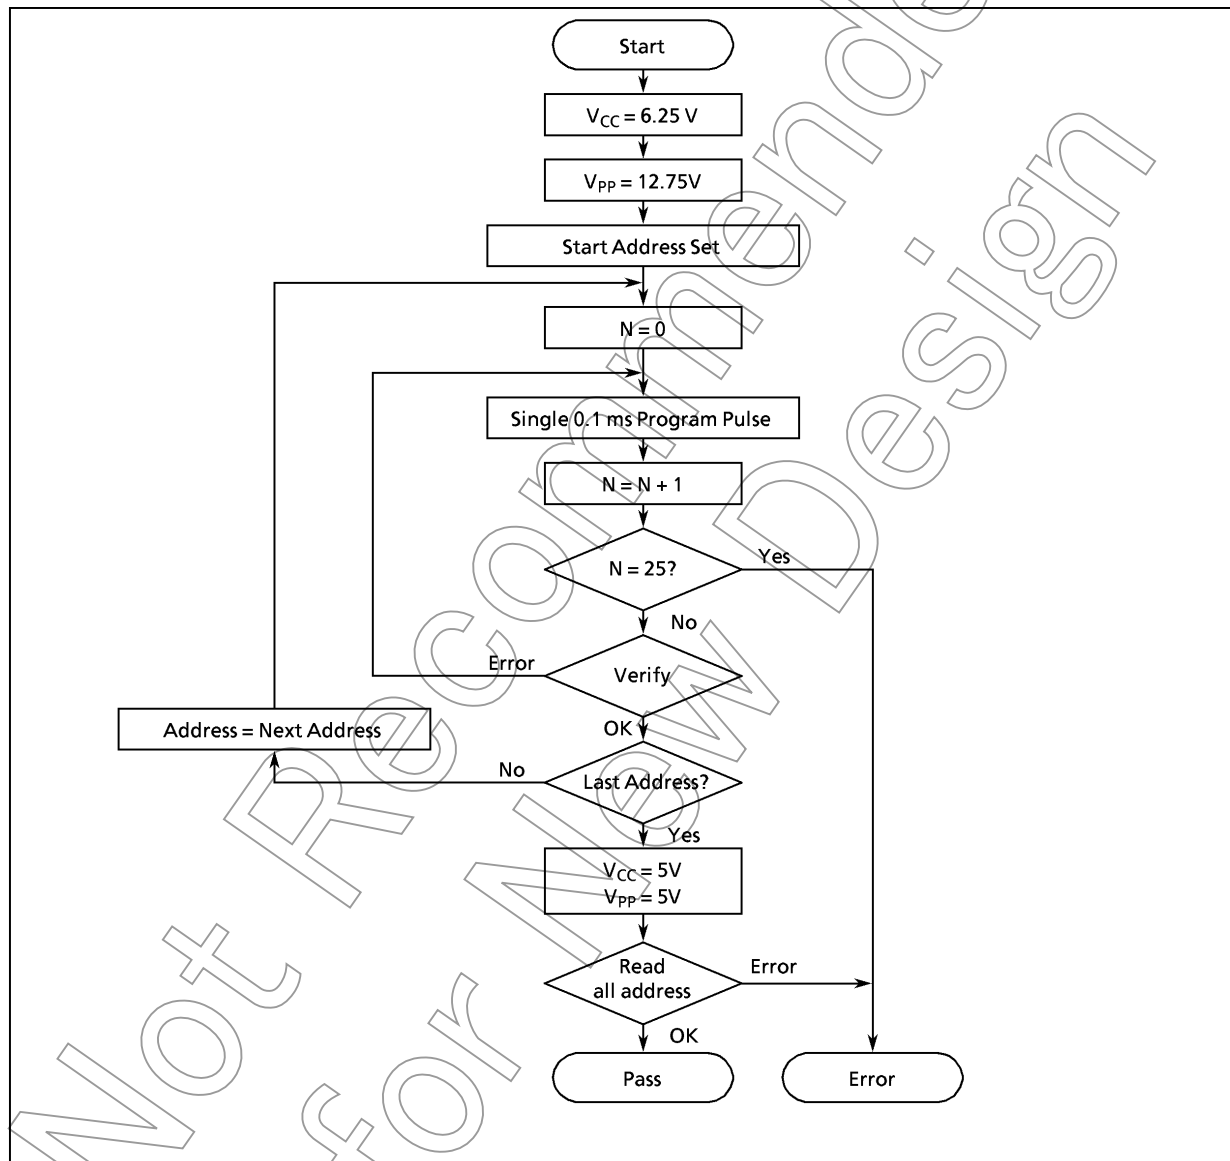 Start
VCC = 6.25 V
VPP = 12.75V
Start Address Set
N = 0
Single 0.1 ms Program Pulse
N = N + 1
N = 25?
Yes
No
Verify
Error
OK
Address = Next Address
Last Address?
No
Yes
VCC = 5V
VPP = 5V
Read
all address
Error
OK
Pass
Error
Not Recommende
for New Design